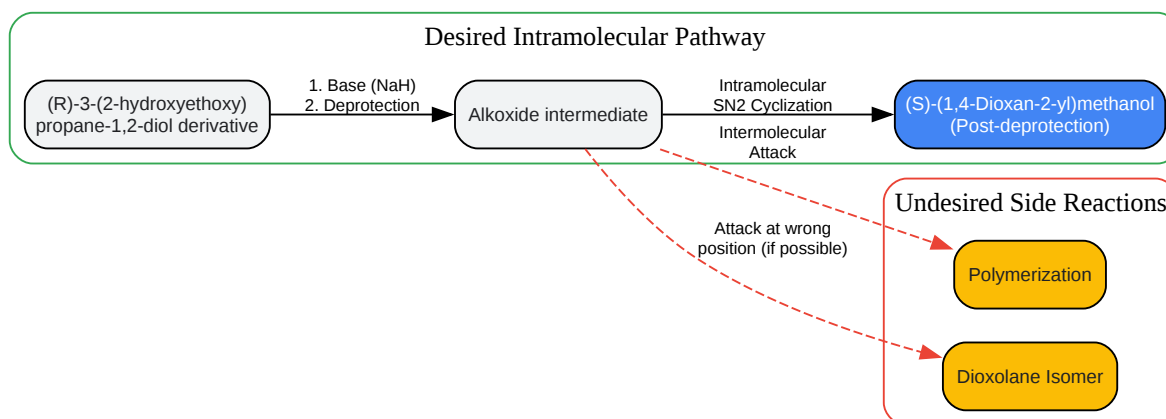 Desired Intramolecular Pathway
(R)-3-(2-hydroxyethoxy)
propane-1,2-diol derivative
1. Base (NaH)
2. Deprotection
Alkoxide intermediate
Intramolecular
SN2 Cyclization
Intermolecular
Attack
(S)-(1,4-Dioxan-2-yl)methanol
(Post-deprotection)
Undesired Side Reactions
Attack at wrong
position (if possible)
Polymerization
Dioxolane Isomer